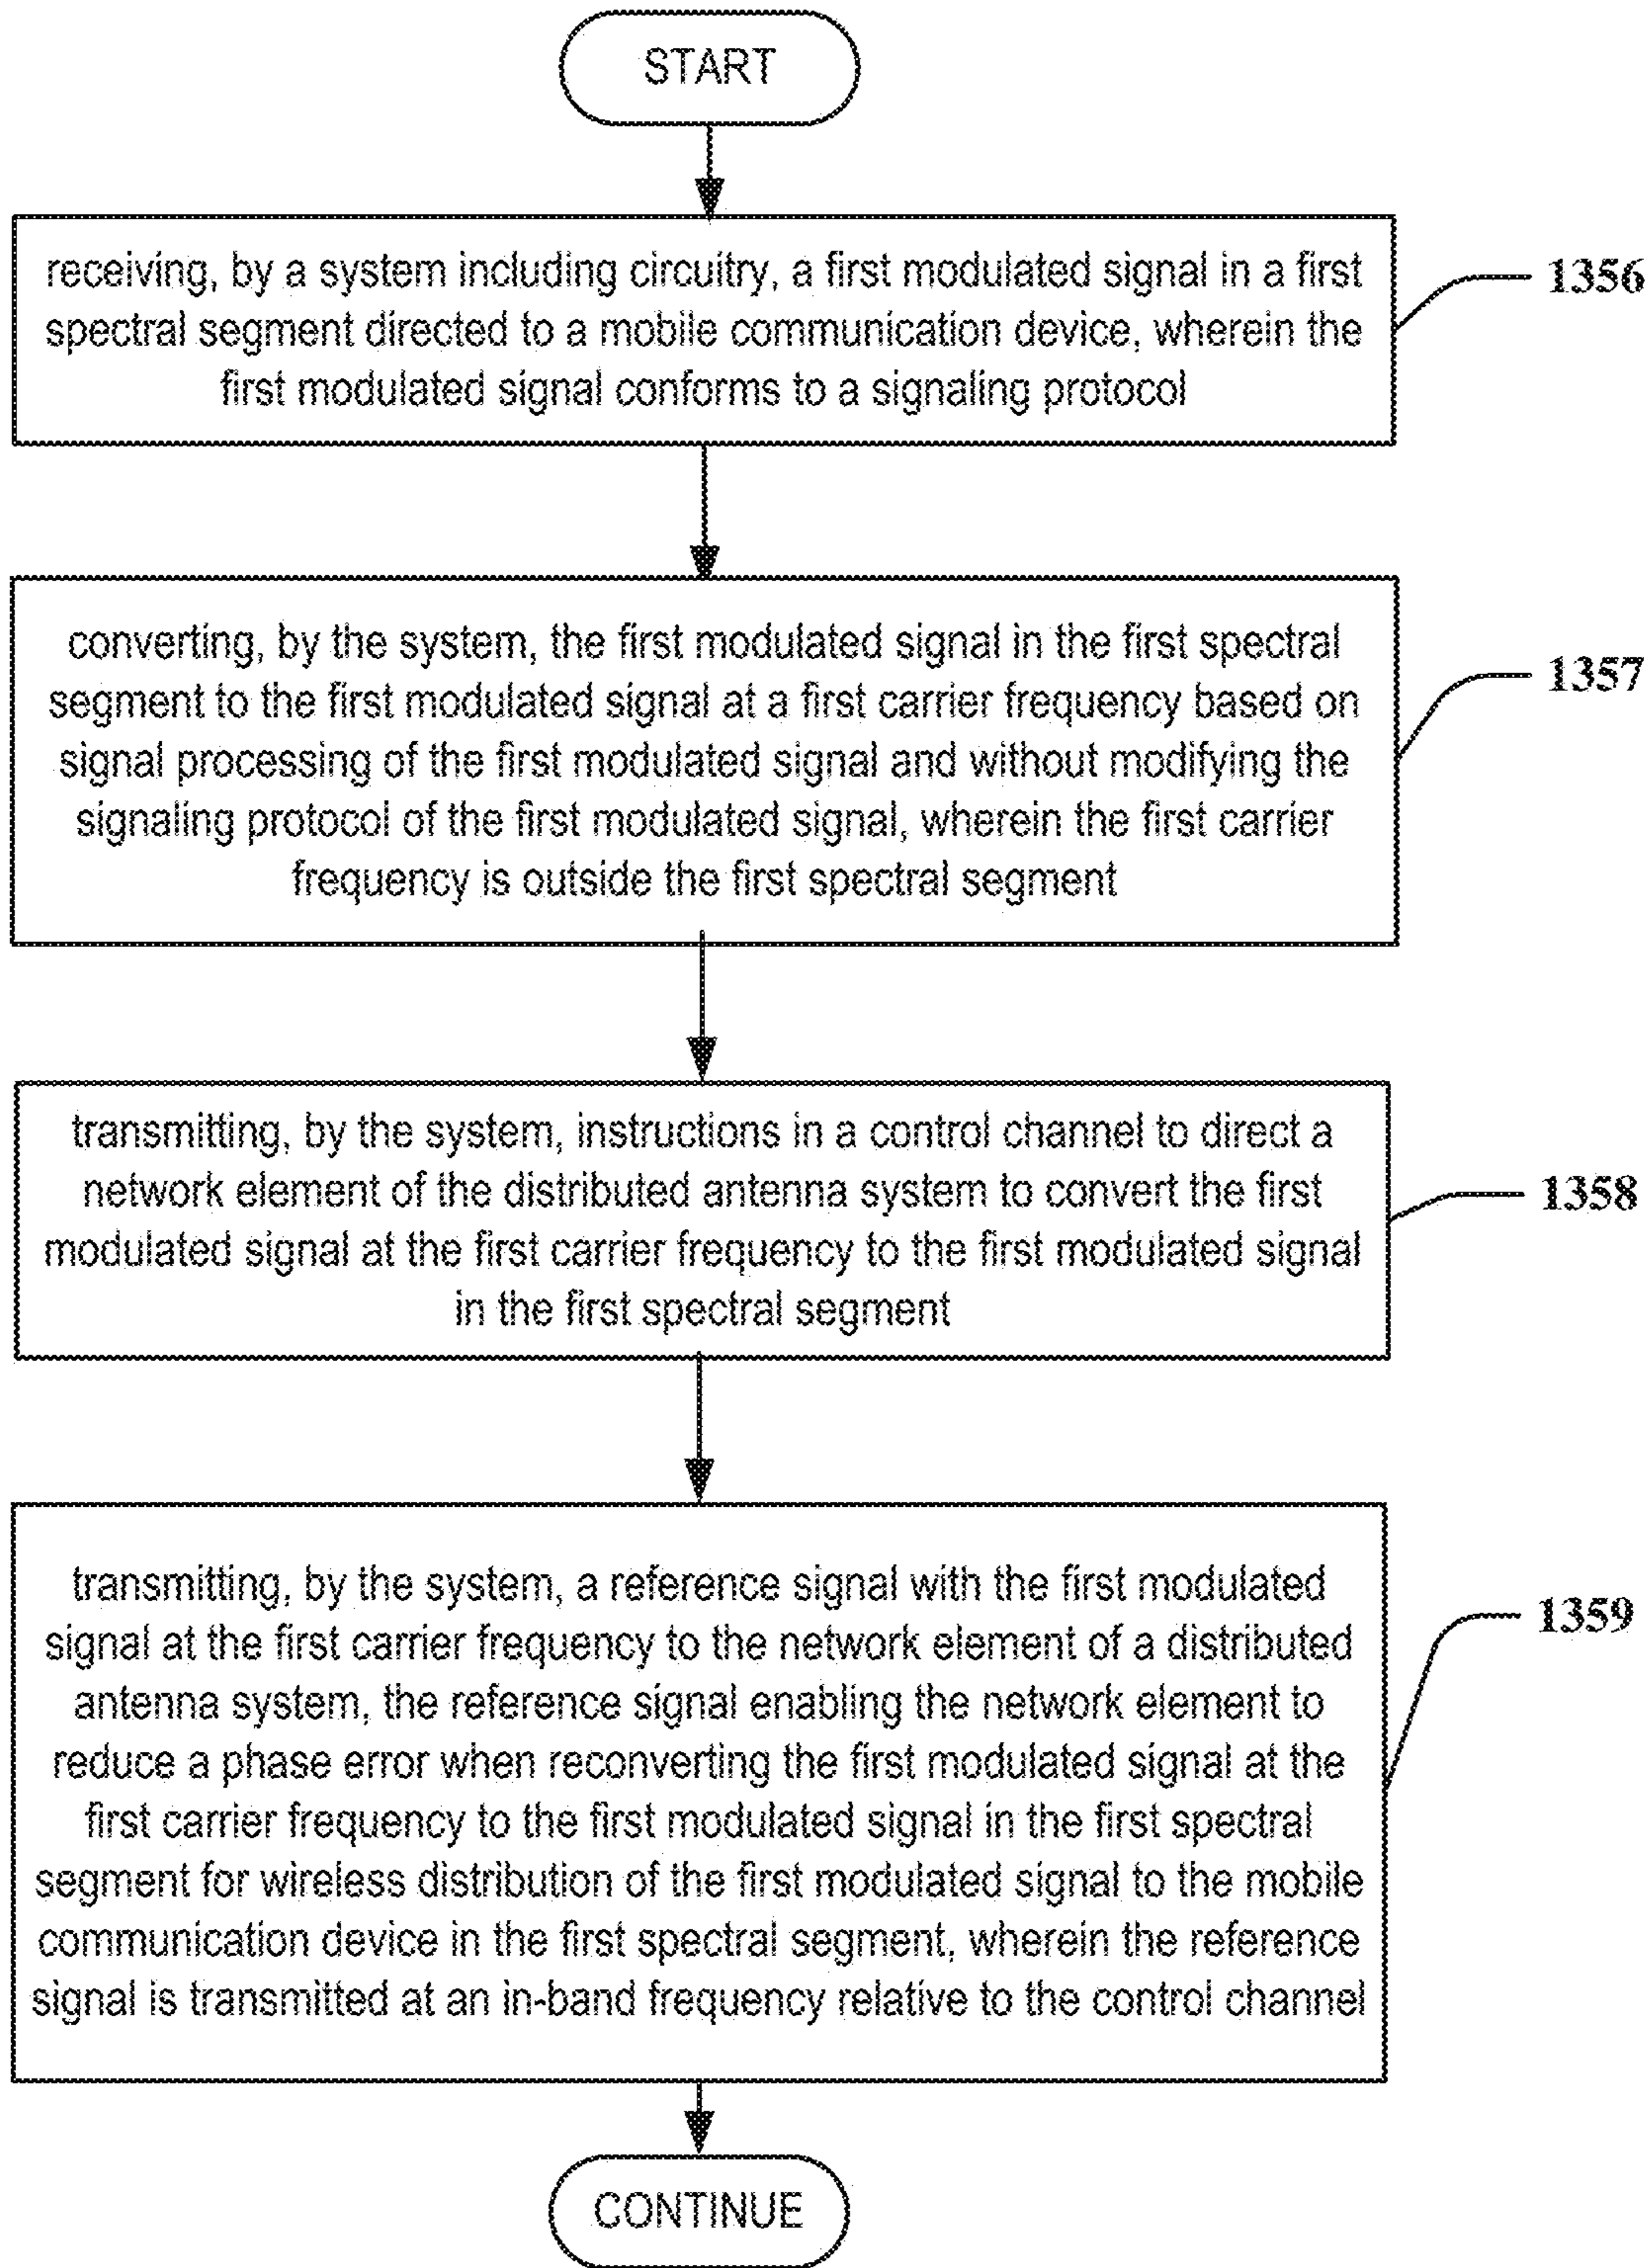 START
receiving, by a system including circuitry, a first modulated signal in a first
spectral segment directed to a mobile communication device, wherein the
first modulated signal conforms to a signaling protocol
1356
converting, by the system, the first modulated signal in the first spectral
segment to the first modulated signal at a first carrier frequency based on
signal processing of the first modulated signal and without modifying the
signaling protocol of the first modulated signal, wherein the first carrier
frequency is outside the first spectral segment
1357
transmitting, by the system, instructions in a control channel to direct a
network element of the distributed antenna system to convert the first
modulated signal at the first carrier frequency to the first modulated signal
in the first spectral segment
1358
transmitting, by the system, a reference signal with the first modulated
signal at the first carrier frequency to the network element of a distributed
antenna system, the reference signal enabling the network element to
reduce a phase error when reconverting the first modulated signal at the
first carrier frequency to the first modulated signal in the first spectral
segment for wireless distribution of the first modulated signal to the mobile
communication device in the first spectral segment, wherein the reference
signal is transmitted at an in-band frequency relative to the control channel
1359
CONTINUE